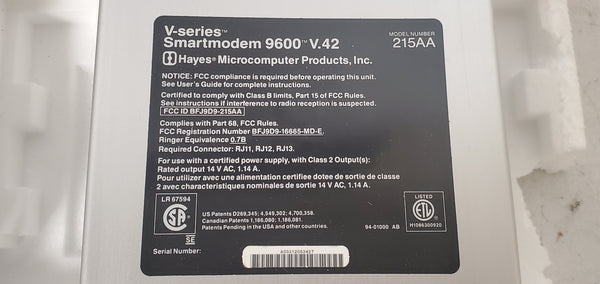 V-series™
Smartmodem 9600™ V.42
Hayes® Microcomputer Products, Inc.
MODEL NUMBER
215AA
NOTICE: FCC compliance is required before operating this unit.
See User's Guide for complete instructions.
Certified to comply with Class B limits, Part 15 of FCC Rules.
See instructions if interference to radio reception is suspected.
FCC ID BFJ9D9-215AA
Complies with Part 68, FCC Rules.
FCC Registration Number BFJ9D9-16665-MD-E.
Ringer Equivalence 0.7B
Required Connector: RJ11, RJ12, RJ13.
For use with a certified power supply, with Class 2 Output(s):
Rated output 14 V AC, 1.14 A.
Pour utilizer avec une alimentation certifiée dotée de sortie de classe
2 avec characteristiques nominales de sortie 14 V AC, 1.14 A.
LR 67594
SA
SE
US Patents D269,345; 4,549,302; 4,700,358.
Canadian Patents 1,186,080; 1,186,081.
Patents Pending in the USA and other countries.
94-01000 AB
LISTED
ETL
H1086300920
Serial Number: